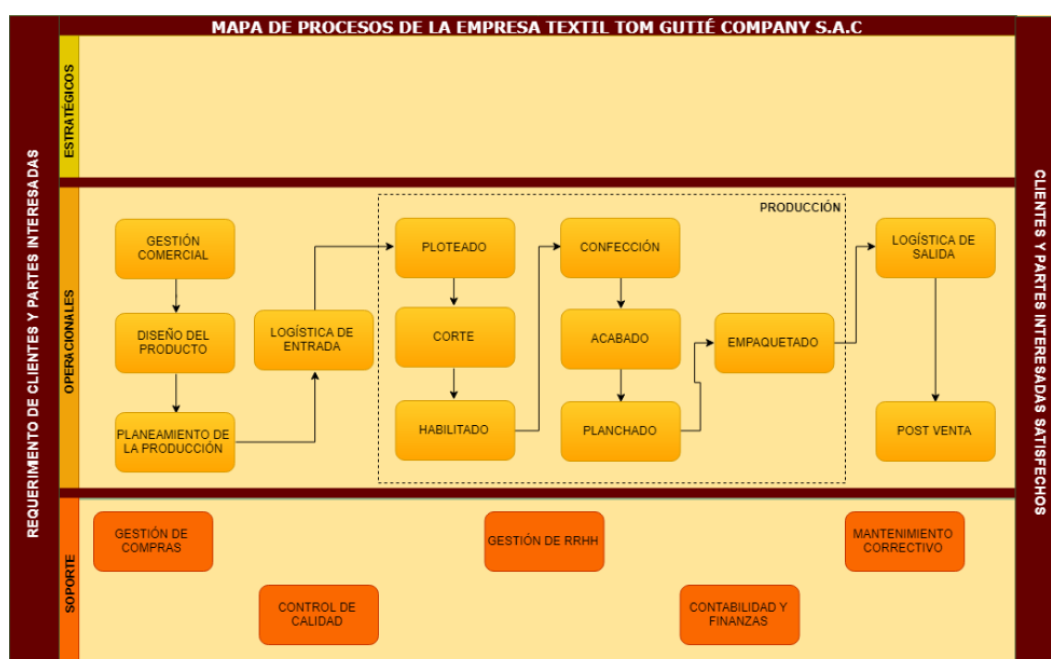 MAPA DE PROCESOS DE LA EMPRESA TEXTIL TOM GUTIÉ COMPANY S.A.C
REQUERIMIENTO DE CLIENTES Y PARTES INTERESADAS
ESTRATÉGICOS
OPERACIONALES
GESTIÓN
COMERCIAL
DISEÑO DEL
PRODUCTO
PLANEAMIENTO DE
LA PRODUCCIÓN
LOGÍSTICA DE
ENTRADA
PRODUCCIÓN
PLOTEADO
CORTE
HABILITADO
CONFECCIÓN
ACABADO
PLANCHADO
EMPAQUETADO
LOGÍSTICA DE
SALIDA
POST VENTA
SOPORTE
GESTIÓN DE
COMPRAS
CONTROL DE
CALIDAD
GESTIÓN DE RRHH
CONTABILIDAD Y
FINANZAS
MANTENIMIENTO
CORRECTIVO
CLIENTES Y PARTES INTERESADAS SATISFECHOS